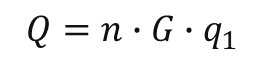 Q = n · G · q₁